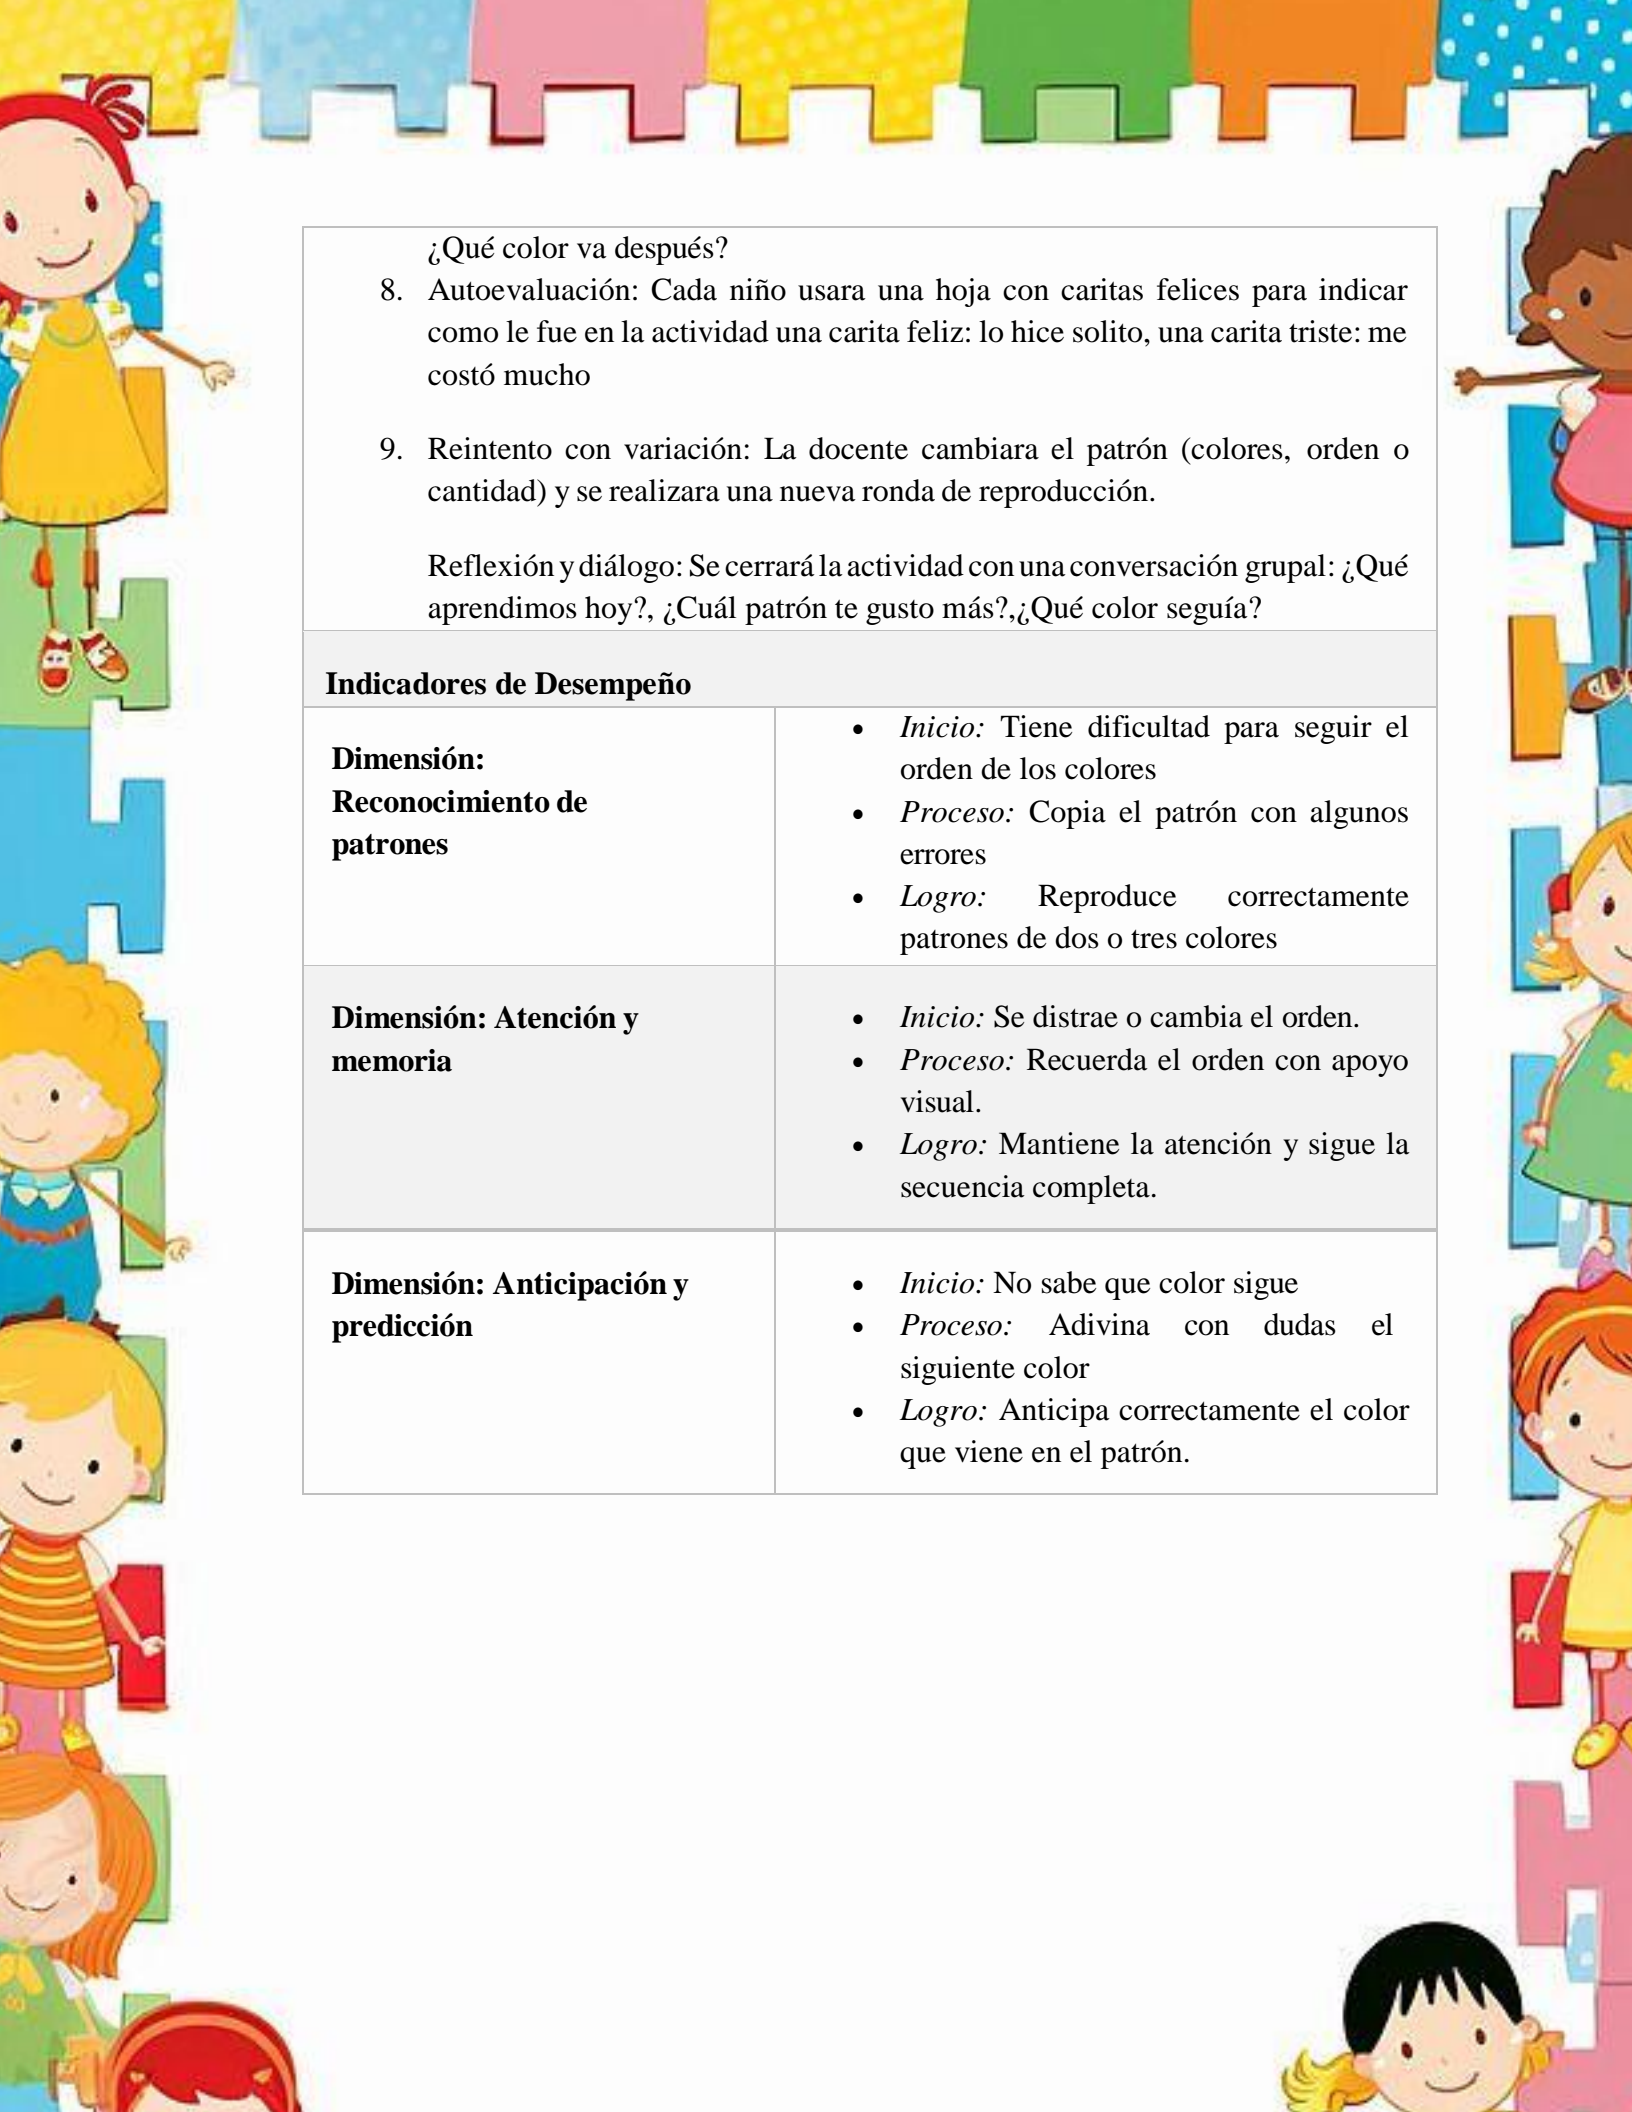 ¿Qué color va después?
8. Autoevaluación: Cada niño usara una hoja con caritas felices para indicar
como le fue en la actividad una carita feliz: lo hice solito, una carita triste: me
costó mucho
9. Reintento con variación: La docente cambiara el patrón (colores, orden o
cantidad) y se realizara una nueva ronda de reproducción.
Reflexión y diálogo: Se cerrará la actividad con una conversación grupal: ¿Qué
aprendimos hoy?, ¿Cuál patrón te gusto más?,¿Qué color seguía?
Indicadores de Desempeño
Dimensión:
Reconocimiento de
patrones
• Inicio: Tiene dificultad para seguir el
orden de los colores
• Proceso: Copia el patrón con algunos
errores
• Logro: Reproduce correctamente
patrones de dos o tres colores
Dimensión: Atención y
memoria
• Inicio: Se distrae o cambia el orden.
• Proceso: Recuerda el orden con apoyo
visual.
• Logro: Mantiene la atención y sigue la
secuencia completa.
Dimensión: Anticipación y
predicción
• Inicio: No sabe que color sigue
• Proceso: Adivina con dudas el
siguiente color
• Logro: Anticipa correctamente el color
que viene en el patrón.